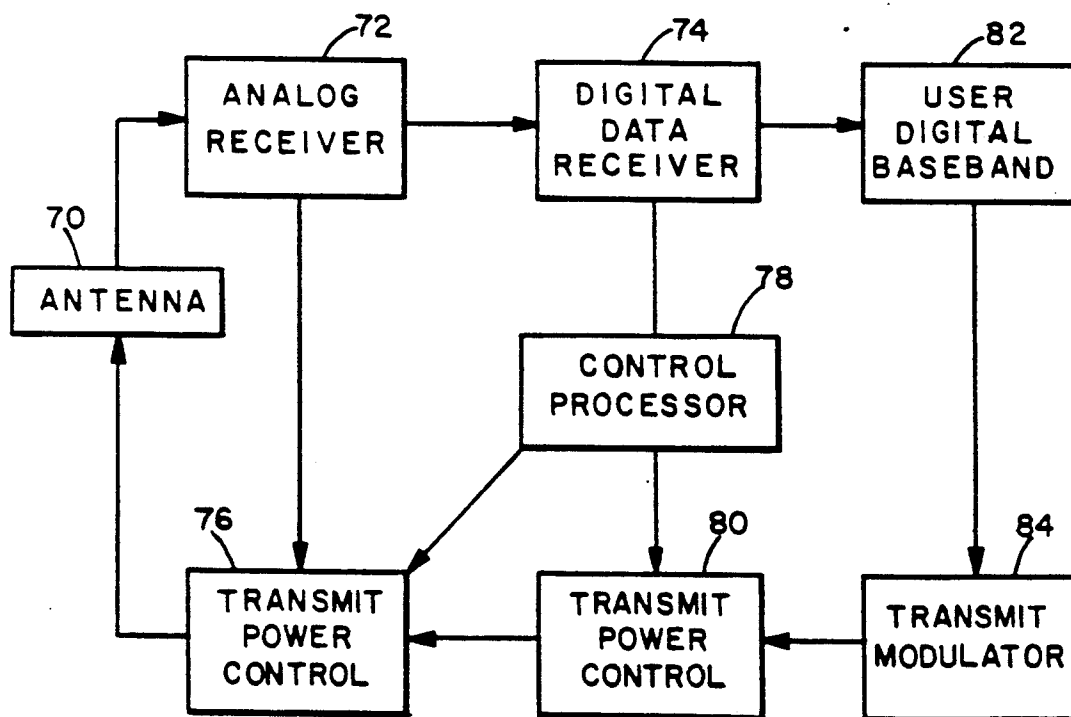 72
74
82
ANALOG
RECEIVER
DIGITAL
DATA
RECEIVER
USER
DIGITAL
BASEBAND
70
ANTENNA
78
CONTROL
PROCESSOR
76
80
84
TRANSMIT
POWER
CONTROL
TRANSMIT
POWER
CONTROL
TRANSMIT
MODULATOR